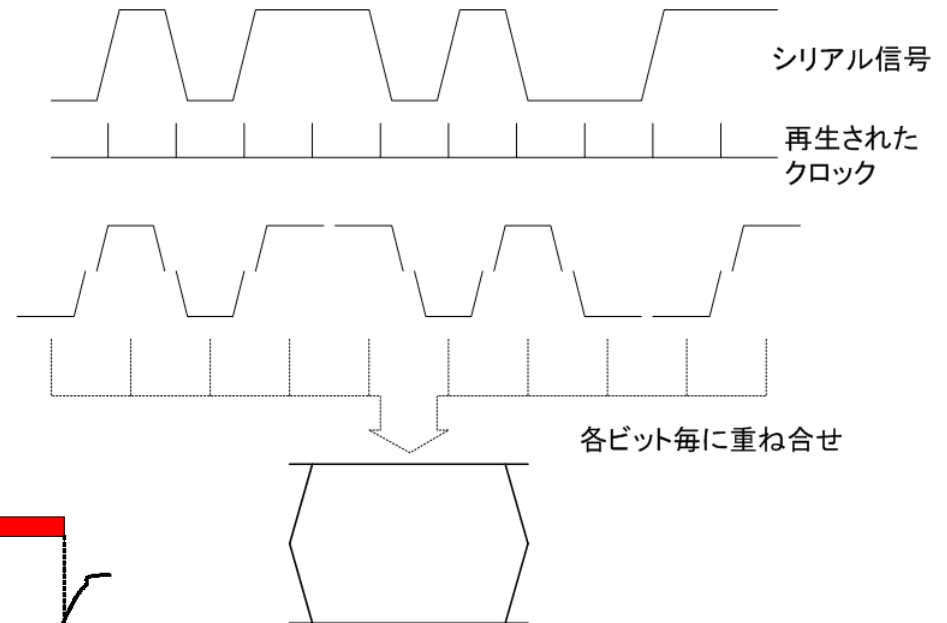 シリアル信号
再生された
クロック
各ビット毎に重ね合せ